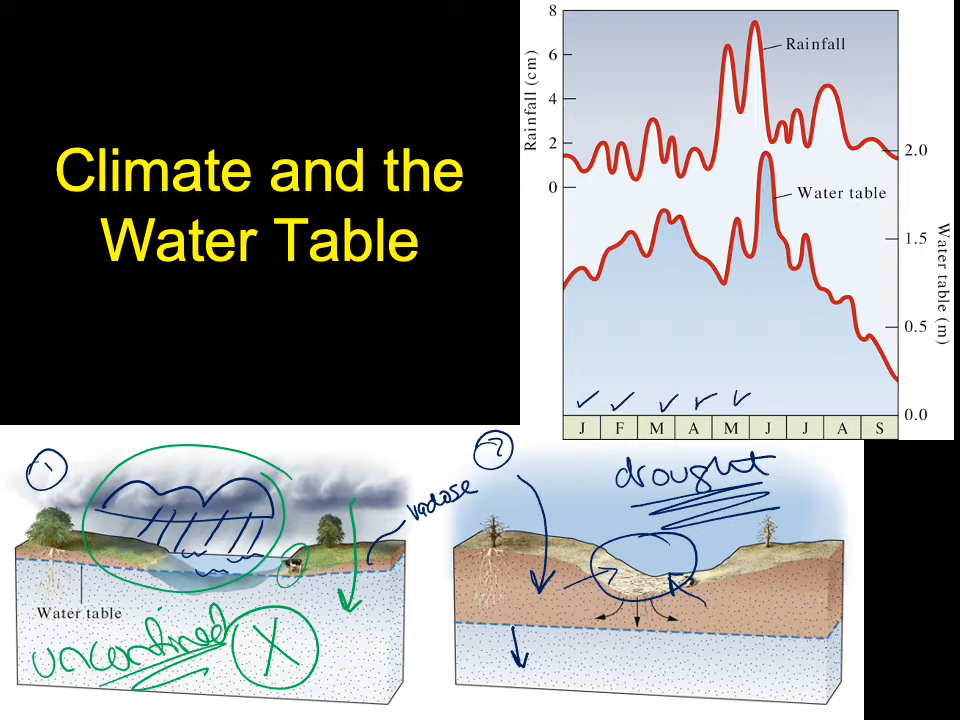 Climate and the
Water Table
8
6
4
2
0
Rainfall (cm)
Rainfall
Water table
2.0
1.5
0.5
0.0
Water table (m)
J F M A M J J A S
1
vadose
Water table
unconfined
X
2
drought